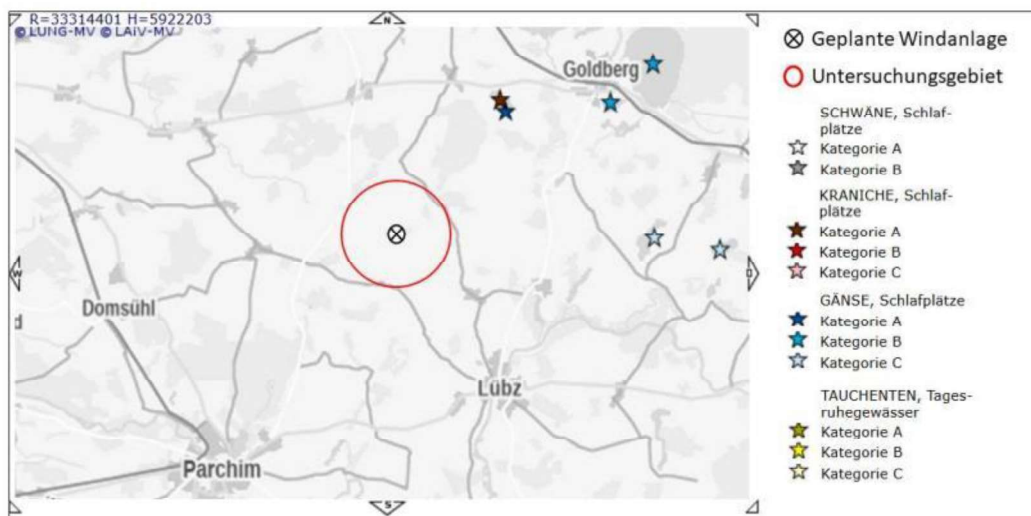 R=33314401 H=5922203
© LUNG-MV © LAiV-MV
N
Goldberg
W
O
Domsühl
d
Lübz
Parchim
S
Geplante Windanlage
Untersuchungsgebiet
SCHWÄNE, Schlaf-
plätze
Kategorie A
Kategorie B
KRANICHE, Schlaf-
plätze
Kategorie A
Kategorie B
Kategorie C
GÄNSE, Schlafplätze
Kategorie A
Kategorie B
Kategorie C
TAUCHENTEN, Tages-
ruhegewässer
Kategorie A
Kategorie B
Kategorie C